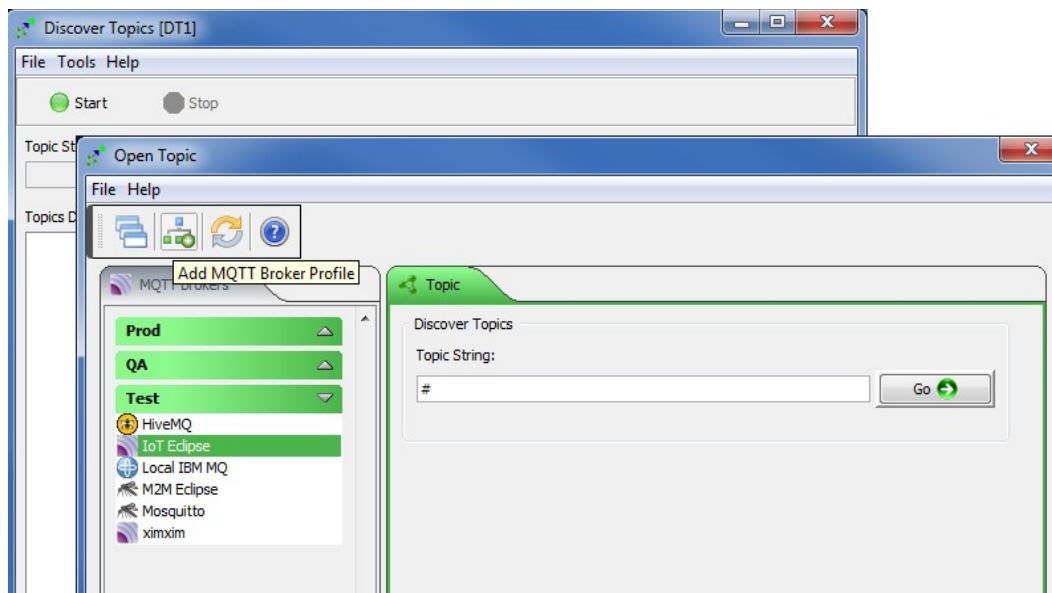 Discover Topics [DT1]
File Tools Help
Start Stop
Topic St
Open Topic
File Help
Topics D
Add MQTT Broker Profile
MQTT Brokers
Topic
Prod
QA
Test
HiveMQ
IoT Eclipse
Local IBM MQ
M2M Eclipse
Mosquitto
ximxim
Discover Topics
Topic String:
#
Go